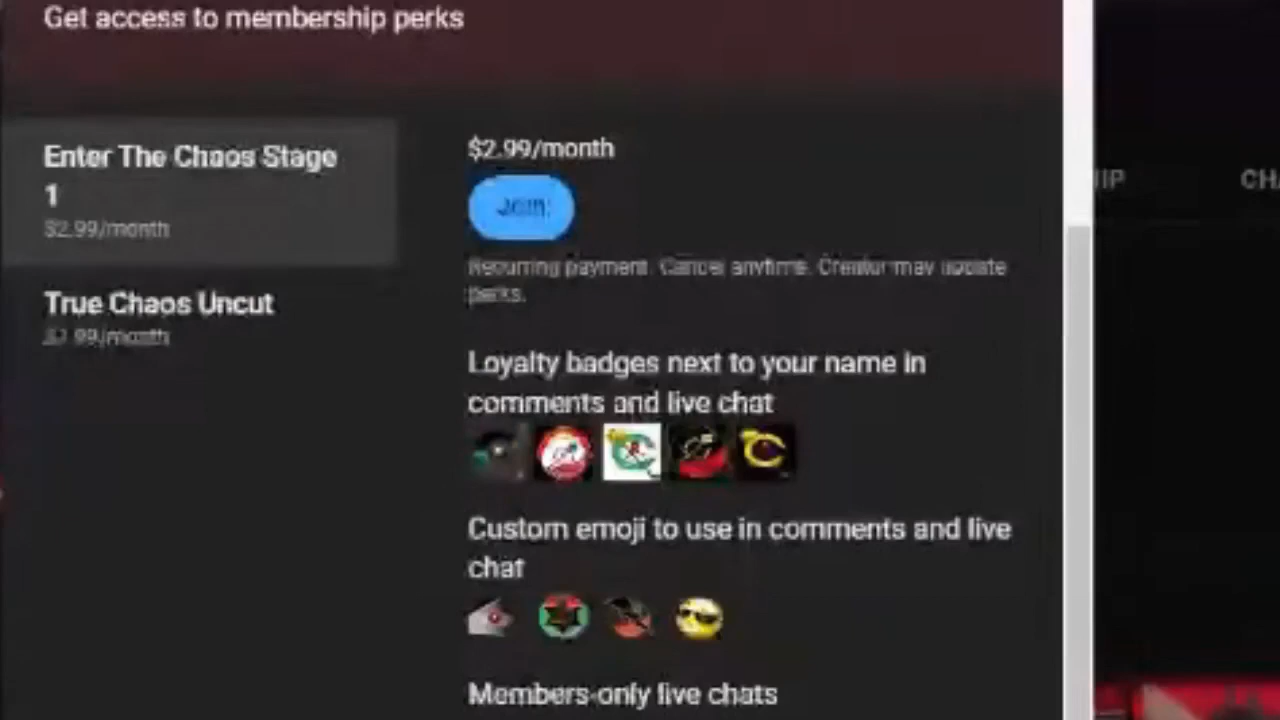 Get access to membership perks
Enter The Chaos Stage
1
$2.99/month
True Chaos Uncut
$7.99/month
$2.99/month
Join
Recurring payment. Cancel anytime. Creator may update
perks.
Loyalty badges next to your name in
comments and live chat
Custom emoji to use in comments and live
chat
Members-only live chats
IIP
CHA